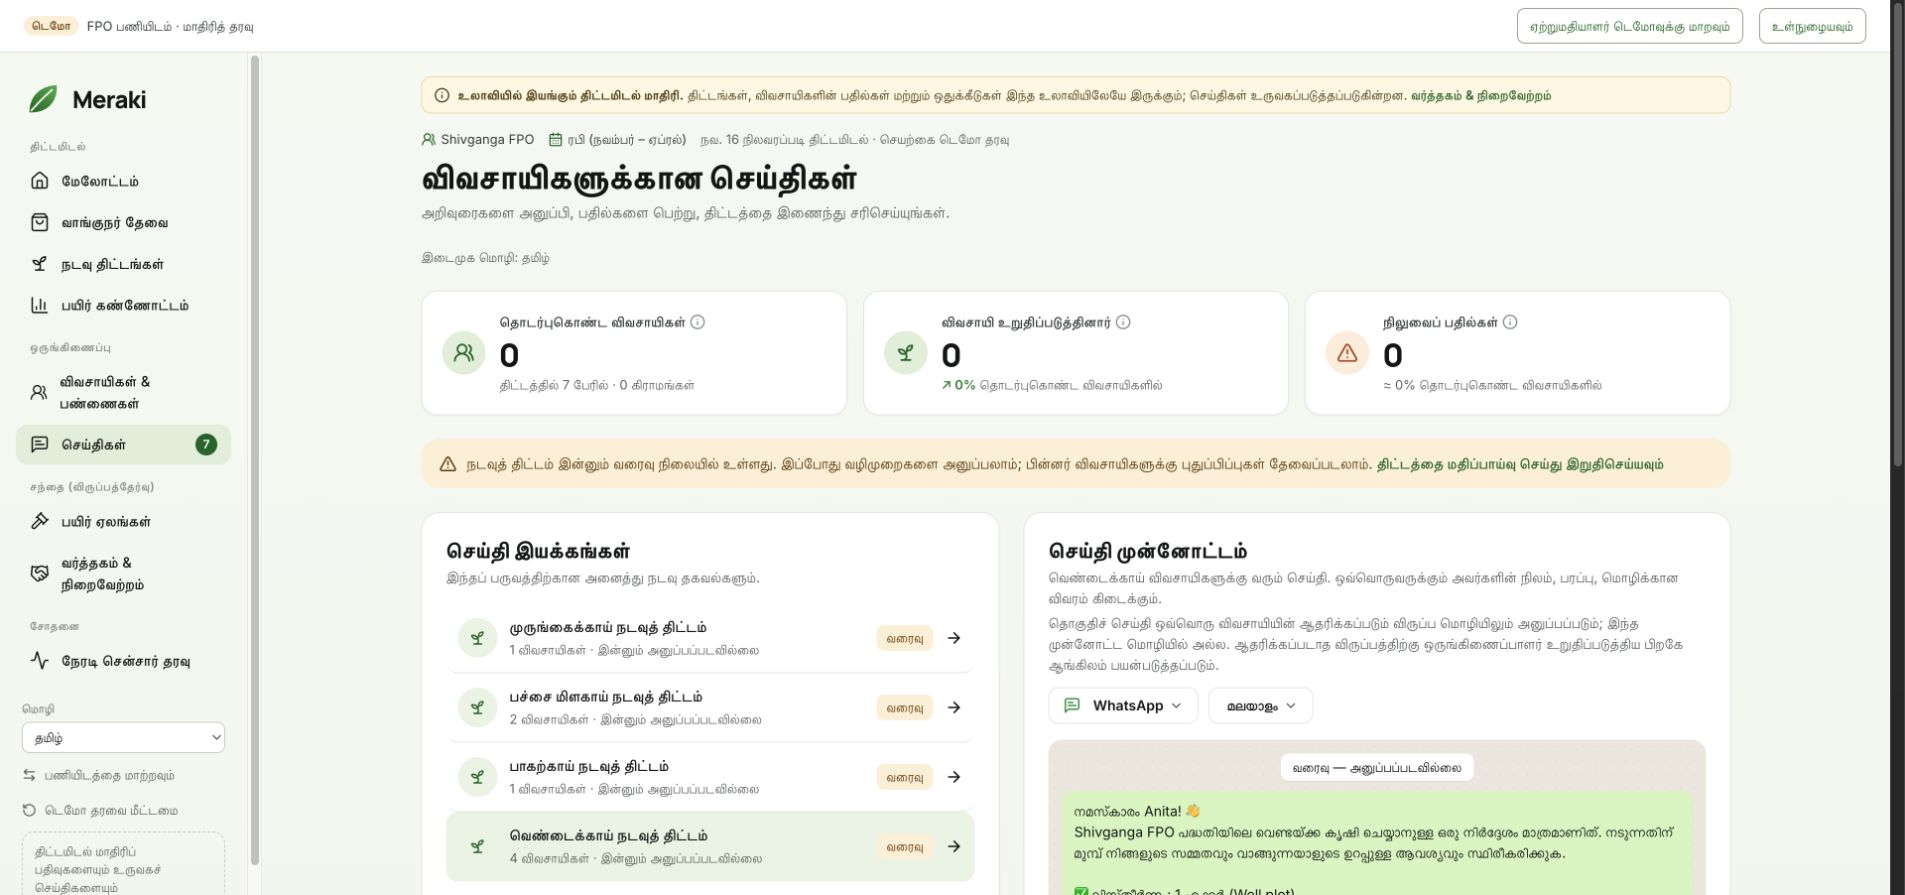 டெமோ FPO பணியிடம் · மாதிரித் தரவு
ஏற்றுமதியாளர் டெமோவுக்கு மாறவும்
உள்நுழையவும்
Meraki
திட்டமிடல்
மேலோட்டம்
வாங்குநர் தேவை
நடவு திட்டங்கள்
பயிர் கண்ணோட்டம்
ஒருங்கிணைப்பு
விவசாயிகள் &
பண்ணைகள்
செய்திகள் 7
சந்தை (விருப்பத்தேர்வு)
பயிர் ஏலங்கள்
வர்த்தகம் &
நிறைவேற்றம்
சோதனை
நேரடி சென்சார் தரவு
மொழி
தமிழ்
பணியிடத்தை மாற்றவும்
டெமோ தரவை மீட்டமை
திட்டமிடல் மாதிரிப்
பதிவுகளையும் உருவகச்
செய்திகளையும்
உலாவியில் இயங்கும் திட்டமிடல் மாதிரி. திட்டங்கள், விவசாயிகளின் பதில்கள் மற்றும் ஒதுக்கீடுகள் இந்த உலாவியிலேயே இருக்கும்; செய்திகள் உருவகப்படுத்தப்படுகின்றன. வர்த்தகம் & நிறைவேற்றம்
Shivganga FPO ரபி (நவம்பர் – ஏப்ரல்) நவ. 16 நிலவரப்படி திட்டமிடல் · செயற்கை டெமோ தரவு
விவசாயிகளுக்கான செய்திகள்
அறிவுரைகளை அனுப்பி, பதில்களை பெற்று, திட்டத்தை இணைந்து சரிசெய்யுங்கள்.
இடைமுக மொழி: தமிழ்
தொடர்புகொண்ட விவசாயிகள்
0
திட்டத்தில் 7 பேரில் · 0 கிராமங்கள்
விவசாயி உறுதிப்படுத்தினார்
0
↗ 0% தொடர்புகொண்ட விவசாயிகளில்
நிலுவைப் பதில்கள்
0
≈ 0% தொடர்புகொண்ட விவசாயிகளில்
நடவுத் திட்டம் இன்னும் வரைவு நிலையில் உள்ளது. இப்போது வழிமுறைகளை அனுப்பலாம்; பின்னர் விவசாயிகளுக்கு புதுப்பிப்புகள் தேவைப்படலாம். திட்டத்தை மதிப்பாய்வு செய்து இறுதிசெய்யவும்
செய்தி இயக்கங்கள்
இந்தப் பருவத்திற்கான அனைத்து நடவு தகவல்களும்.
முருங்கைக்காய் நடவுத் திட்டம்
1 விவசாயிகள் · இன்னும் அனுப்பப்படவில்லை
வரைவு
பச்சை மிளகாய் நடவுத் திட்டம்
2 விவசாயிகள் · இன்னும் அனுப்பப்படவில்லை
வரைவு
பாகற்காய் நடவுத் திட்டம்
1 விவசாயிகள் · இன்னும் அனுப்பப்படவில்லை
வரைவு
வெண்டைக்காய் நடவுத் திட்டம்
4 விவசாயிகள் · இன்னும் அனுப்பப்படவில்லை
வரைவு
செய்தி முன்னோட்டம்
வெண்டைக்காய் விவசாயிகளுக்கு வரும் செய்தி. ஒவ்வொருவருக்கும் அவர்களின் நிலம், பரப்பு, மொழிக்கான
விவரம் கிடைக்கும்.
தொகுதிச் செய்தி ஒவ்வொரு விவசாயியின் ஆதரிக்கப்படும் விருப்ப மொழியிலும் அனுப்பப்படும்; இந்த
முன்னோட்ட மொழியில் அல்ல. ஆதரிக்கப்படாத விருப்பத்திற்கு ஒருங்கிணைப்பாளர் உறுதிப்படுத்திய பிறகே
ஆங்கிலம் பயன்படுத்தப்படும்.
WhatsApp
മലയാളം
வரைவு — அனுப்பப்படவில்லை
നമസ്കാരം Anita! 👋
Shivganga FPO പദ്ധതിയിലെ വെണ്ടയ്ക്ക കൃഷി ചെയ്യാനുള്ള ഒരു നിർദ്ദേശം മാത്രമാണിത്. നടുന്നതിന്
മുമ്പ് നിങ്ങളുടെ സമ്മതവും വാങ്ങുന്നയാളുടെ ഉറപ്പുള്ള ആവശ്യവും സ്ഥിരീകരിക്കുക.
✅ വിസ്തീർണം: 1 ഏക്കർ (Well plot)